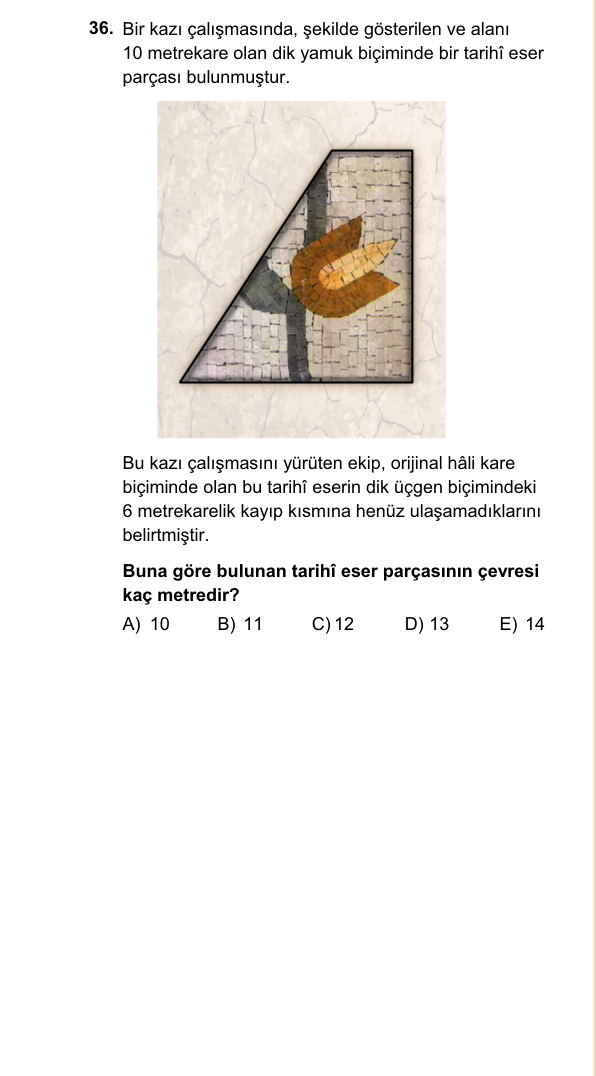 36. Bir kazı çalışmasında, şekilde gösterilen ve alanı
10 metrekare olan dik yamuk biçiminde bir tarihî eser
parçası bulunmuştur.
Bu kazı çalışmasını yürüten ekip, orijinal hâli kare
biçiminde olan bu tarihî eserin dik üçgen biçimindeki
6 metrekarelik kayıp kısmına henüz ulaşamadıklarını
belirtmiştir.
Buna göre bulunan tarihî eser parçasının çevresi
kaç metredir?
A) 10 B) 11 C) 12 D) 13 E) 14